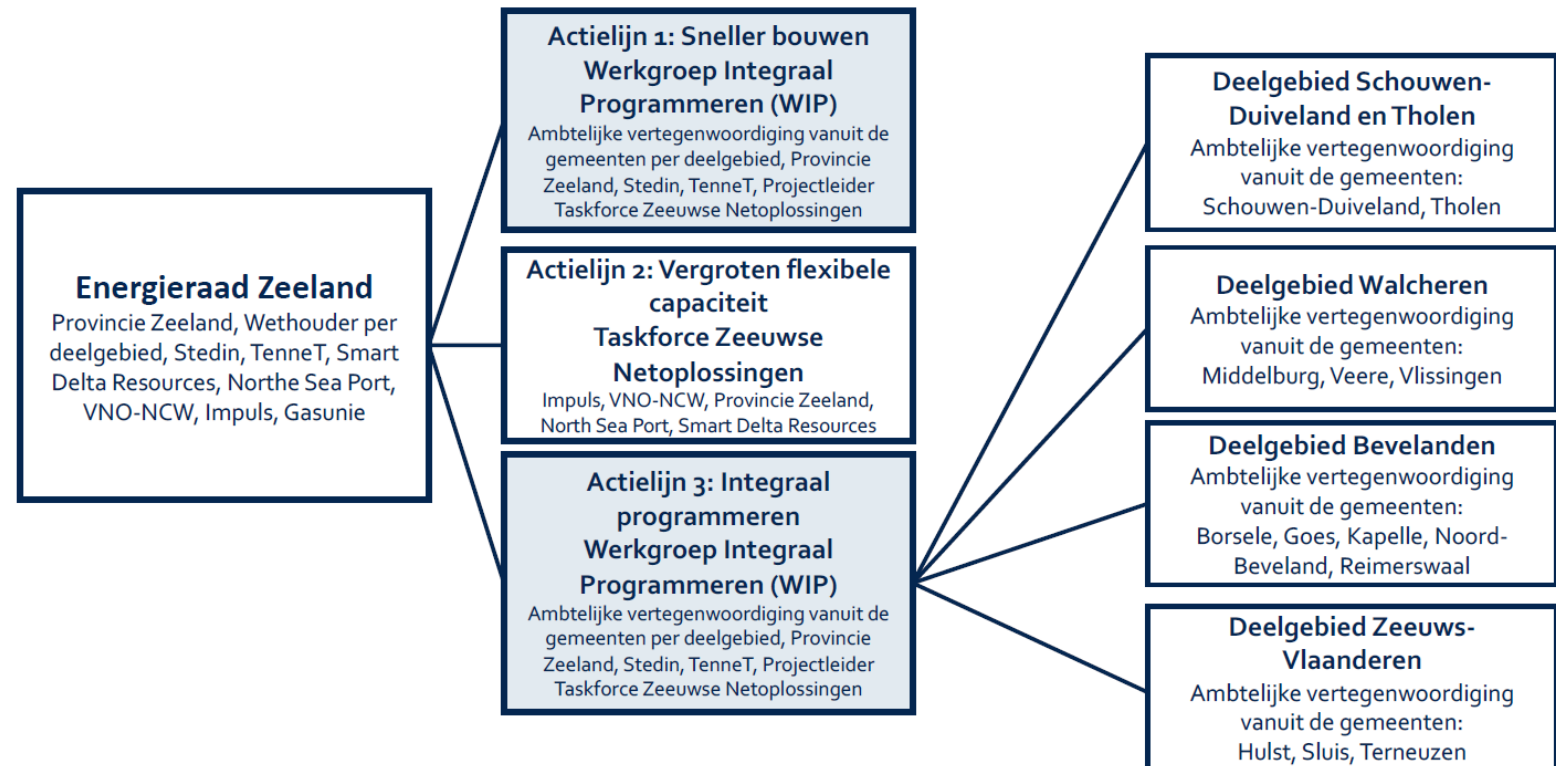 Energieraad Zeeland
Provincie Zeeland, Wethouder per
deelgebied, Stedin, TenneT, Smart
Delta Resources, Northe Sea Port,
VNO-NCW, Impuls, Gasunie
Actielijn 1: Sneller bouwen
Werkgroep Integraal
Programmeren (WIP)
Ambtelijke vertegenwoordiging vanuit de
gemeenten per deelgebied, Provincie
Zeeland, Stedin, TenneT, Projectleider
Taskforce Zeeuwse Netoplossingen
Actielijn 2: Vergroten flexibele
capaciteit
Taskforce Zeeuwse
Netoplossingen
Impuls, VNO-NCW, Provincie Zeeland,
North Sea Port, Smart Delta Resources
Actielijn 3: Integraal
programmeren
Werkgroep Integraal
Programmeren (WIP)
Ambtelijke vertegenwoordiging vanuit de
gemeenten per deelgebied, Provincie
Zeeland, Stedin, TenneT, Projectleider
Taskforce Zeeuwse Netoplossingen
Deelgebied Schouwen-
Duiveland en Tholen
Ambtelijke vertegenwoordiging
vanuit de gemeenten:
Schouwen-Duiveland, Tholen
Deelgebied Walcheren
Ambtelijke vertegenwoordiging
vanuit de gemeenten:
Middelburg, Veere, Vlissingen
Deelgebied Bevelanden
Ambtelijke vertegenwoordiging
vanuit de gemeenten:
Borsele, Goes, Kapelle, Noord-
Beveland, Reimerswaal
Deelgebied Zeeuws-
Vlaanderen
Ambtelijke vertegenwoordiging
vanuit de gemeenten:
Hulst, Sluis, Terneuzen